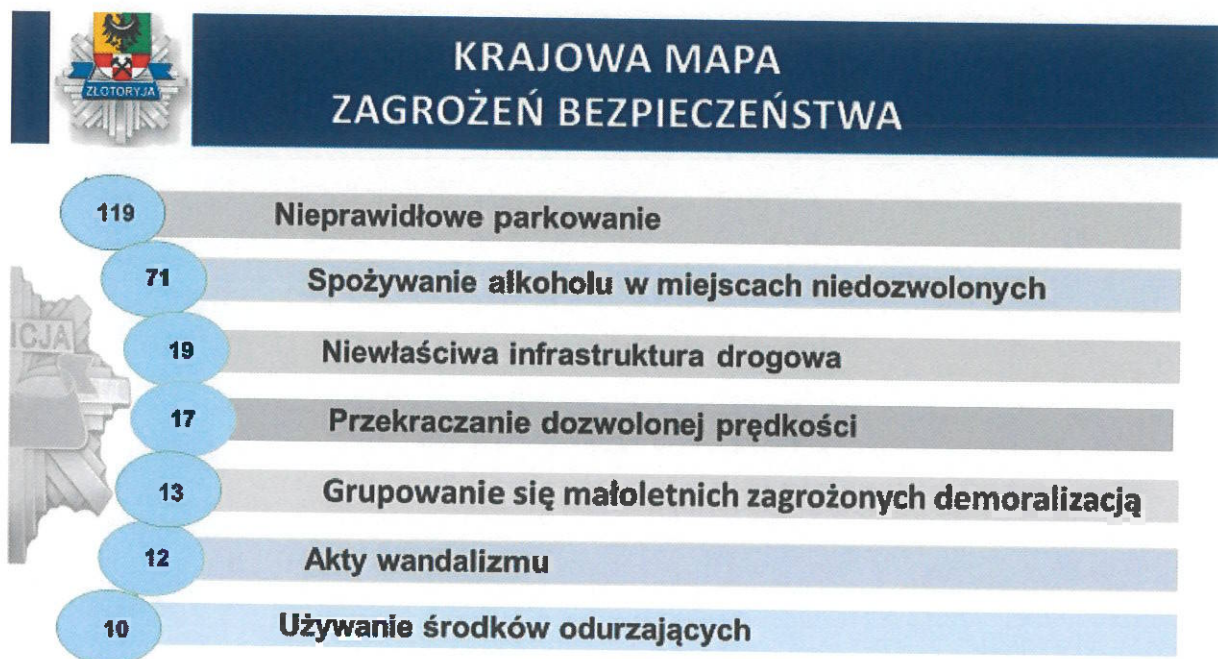 ZŁOTORYJA
KRAJOWA MAPA
ZAGROŻEŃ BEZPIECZEŃSTWA
119 Nieprawidłowe parkowanie
71 Spożywanie alkoholu w miejscach niedozwolonych
ICJA
19 Niewłaściwa infrastruktura drogowa
17 Przekraczanie dozwolonej prędkości
13 Grupowanie się małoletnich zagrożonych demoralizacją
12 Akty wandalizmu
10 Używanie środków odurzających